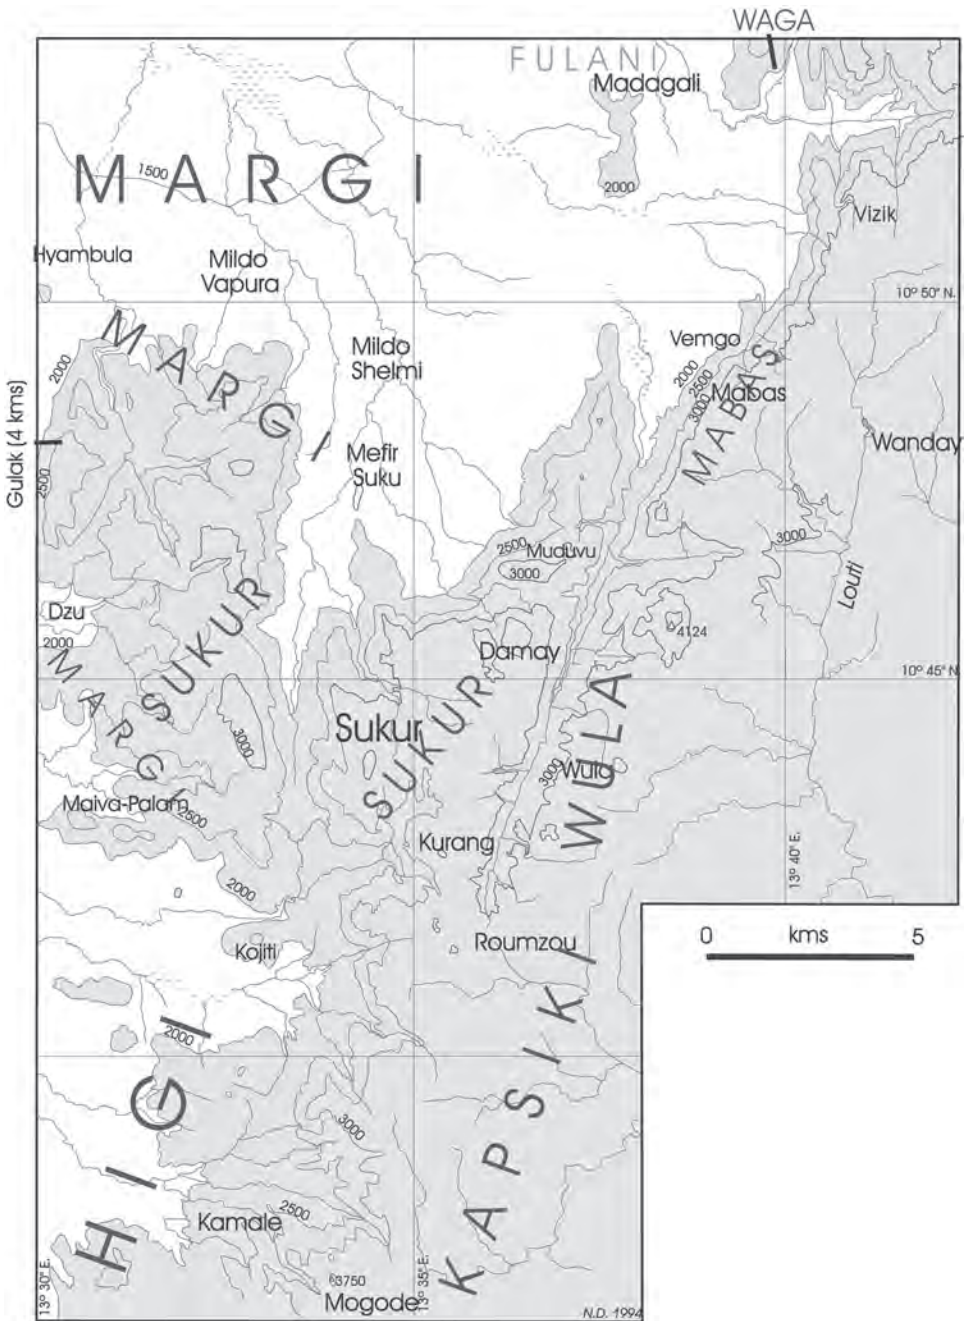 WAGA
FULANI
Madagali
MARGI
1500
2000
Vizik
Hyambula
Mildo
Vapura
10° 50" N.
MARGI
2000
Mildo
Shelmi
Vemgo
2000
2500
3000
Mabas
MABAS
Gulak (4 kms)
2500
Mefir
Suku
Wanday
2500
Muduvu
3000
3000
Louti
Dzu
2000
SUKUR
4124
Damay
10° 45" N
MARGI
3000
Sukur
SUKUR
WULA
3000
Wula
Maiva-Palam
2500
Kurang
13° 40" E.
2000
Kojiti
Roumzou
0 kms 5
2000
HIGI
KAPSIKI
3000
2500
Kamale
3750
Mogode
13° 30" E.
13° 35" E.
N.D. 1994